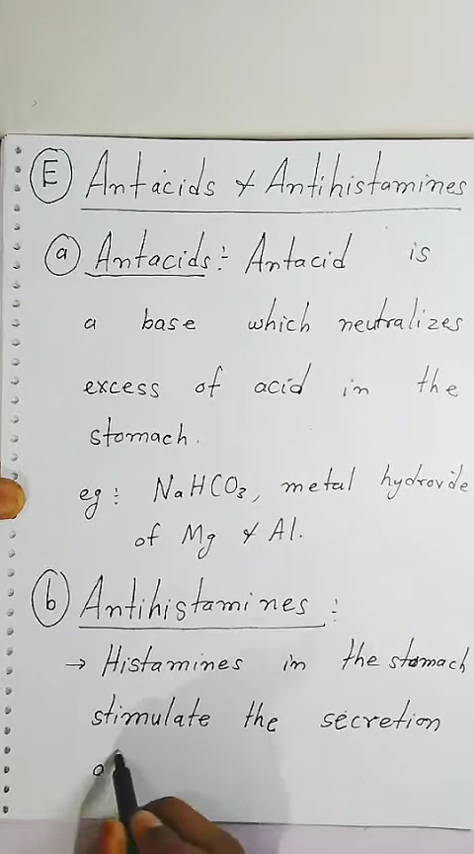 E Antacids & Antihistamines
a Antacids:- Antacid is
a base which neutralizes
excess of acid in the
stomach.
eg: NaHCO3, metal hydroxide
of Mg & Al.
b Antihistamines :
→ Histamines in the stomach
stimulate the secretion
o